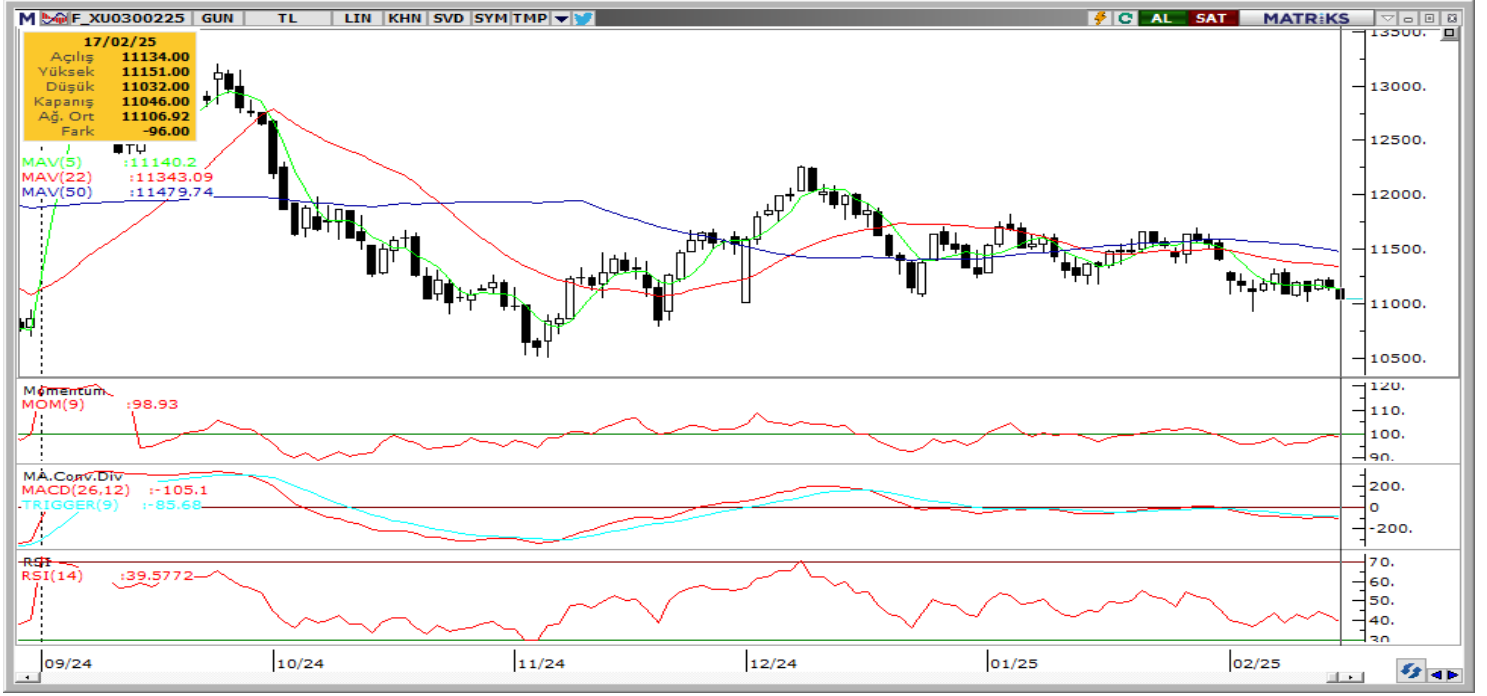 M F_XU0300225 GUN TL LIN KHN SVD SYM TMP AL SAT MATRiKS
17/02/25
Açılış 11134.00
Yüksek 11151.00
Düşük 11032.00
Kapanış 11046.00
Ağ. Ort 11106.92
Fark -96.00
MAV(5) :11140.2
MAV(22) :11343.09
MAV(50) :11479.74
13500.
13000.
12500.
12000.
11500.
11000.
10500.
Momentum
MOM(9) :98.93
120.
110.
100.
90.
MA.Conv.Div
MACD(26,12) :-105.1
TRIGGER(9) :-85.68
200.
0
-200.
RSI
RSI(14) :39.5772
70.
60.
50.
40.
30
09/24 10/24 11/24 12/24 01/25 02/25